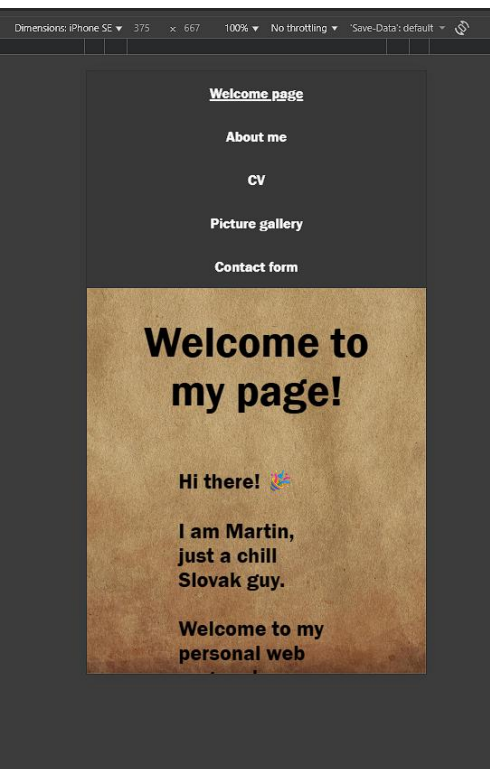 Dimensions: iPhone SE ▼ 375 × 667 100% ▼ No throttling ▼ 'Save-Data': default ▼
Welcome page
About me
CV
Picture gallery
Contact form
Welcome to
my page!
Hi there! 🎉
I am Martin,
just a chill
Slovak guy.
Welcome to my
personal web